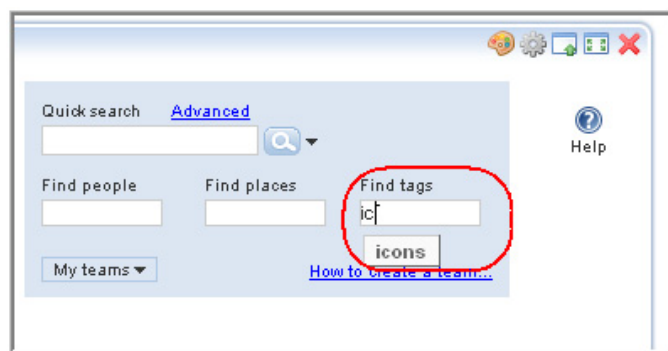 Quick search Advanced
Help
Find people Find places Find tags
ic
icons
My teams How to create a team...